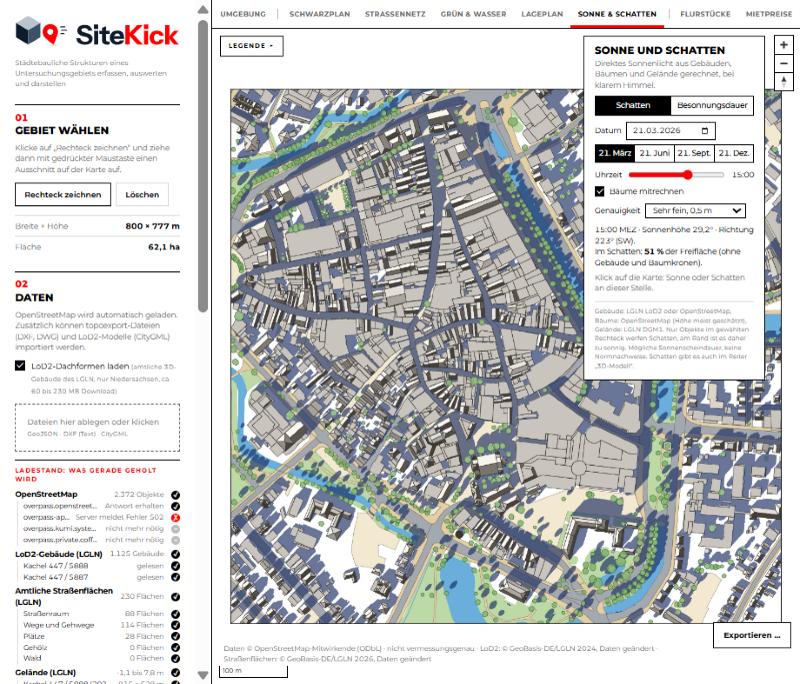 UMGEBUNG SCHWARZPLAN STRASSENNETZ GRÜN & WASSER LAGEPLAN SONNE & SCHATTEN FLURSTÜCKE MIETPREISE
SiteKick
Städtebauliche Strukturen eines
Untersuchungsgebiets erfassen, auswerten
und darstellen
01
GEBIET WÄHLEN
Klicke auf „Rechteck zeichnen“ und ziehe
dann mit gedrückter Maustaste einen
Ausschnitt auf der Karte auf.
Rechteck zeichnen Löschen
Breite × Höhe 800 × 777 m
Fläche 62,1 ha
02
DATEN
OpenStreetMap wird automatisch geladen.
Zusätzlich können topoexport-Dateien
(DXF, DWG) und LoD2-Modelle (CityGML)
importiert werden.
LoD2-Dachformen laden (amtliche 3D-
Gebäude des LGLN, nur Niedersachsen, ca.
60 bis 230 MB Download)
Dateien hier ablegen oder klicken
GeoJSON · DXF (Text) · CityGML
LADESTAND: WAS GERADE GEHOLT
WIRD
OpenStreetMap 2.372 Objekte
overpass.openstreet... Antwort erhalten
overpass-ap... Server meldet Fehler 502
overpass.kumi.syste... nicht mehr nötig
overpass.private.coff... nicht mehr nötig
LoD2-Gebäude (LGLN) 1.125 Gebäude
Kachel 447 / 5888 gelesen
Kachel 447 / 5887 gelesen
Amtliche Straßenflächen
(LGLN) 230 Flächen
Straßenraum 88 Flächen
Wege und Gehwege 114 Flächen
Plätze 28 Flächen
Gehölz 0 Flächen
Wald 0 Flächen
Gelände (LGLN) -1,1 bis 7,8 m
LEGENDE
SONNE UND SCHATTEN
Direktes Sonnenlicht aus Gebäuden,
Bäumen und Gelände gerechnet, bei
klarem Himmel.
Schatten Besonnungsdauer
Datum 21.03.2026
21. März 21. Juni 21. Sept. 21. Dez.
Uhrzeit 15:00
Bäume mitrechnen
Genauigkeit Sehr fein, 0,5 m
15:00 MEZ · Sonnenhöhe 29,2° · Richtung
223° (SW).
Im Schatten: 51 % der Freifläche (ohne
Gebäude und Baumkronen).
Klick auf die Karte: Sonne oder Schatten
an dieser Stelle.
Gebäude: LGLN LoD2 oder OpenStreetMap,
Bäume: OpenStreetMap (Höhe meist geschätzt),
Gelände: LGLN DGM1. Nur Objekte im gewählten
Rechteck werfen Schatten, am Rand ist es daher
zu sonnig. Mögliche Sonnenscheindauer, keine
Normnachweise. Schatten gibt es auch im Reiter
„3D-Modell“.
+
−
Exportieren ...
Daten © OpenStreetMap-Mitwirkende (ODbL) · nicht vermessungsgenau · LoD2: © GeoBasis-DE/LGLN 2024, Daten geändert ·
Straßenflächen: © GeoBasis-DE/LGLN 2026, Daten geändert
100 m